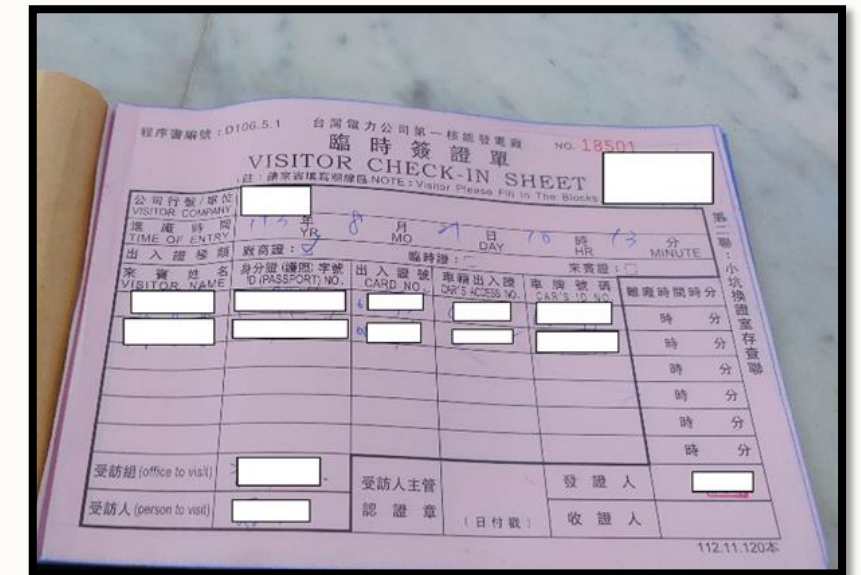 程序書編號：D106.5.1 台灣電力公司第一核能發電廠 NO. 18501
臨時簽證單
VISITOR CHECK-IN SHEET
(註：請來賓填寫粗線區 NOTE：Visitor Please Fill in The Blocks
公司行號/單位
VISITOR COMPANY
進廠時間 113 年 8 月 21 日 時 13 分
TIME OF ENTRY YR MO DAY HR MINUTE
出入證種類 廠商證： 臨時證：□ 來賓證：□
來賓姓名 身分證(護照)字號 出入證號 車輛出入證 車牌號碼 離廠時間時分
VISITOR NAME ID (PASSPORT) NO. CARD NO. CAR'S ACCESS NO. CAR'S ID NO.
時 分
時 分
時 分
時 分
時 分
時 分
受訪組 (office to visit) 受訪人主管 發證人
受訪人 (person to visit) 認證章 (日付戳) 收證人
第二聯：小坑換證室存查聯
112.11.120本